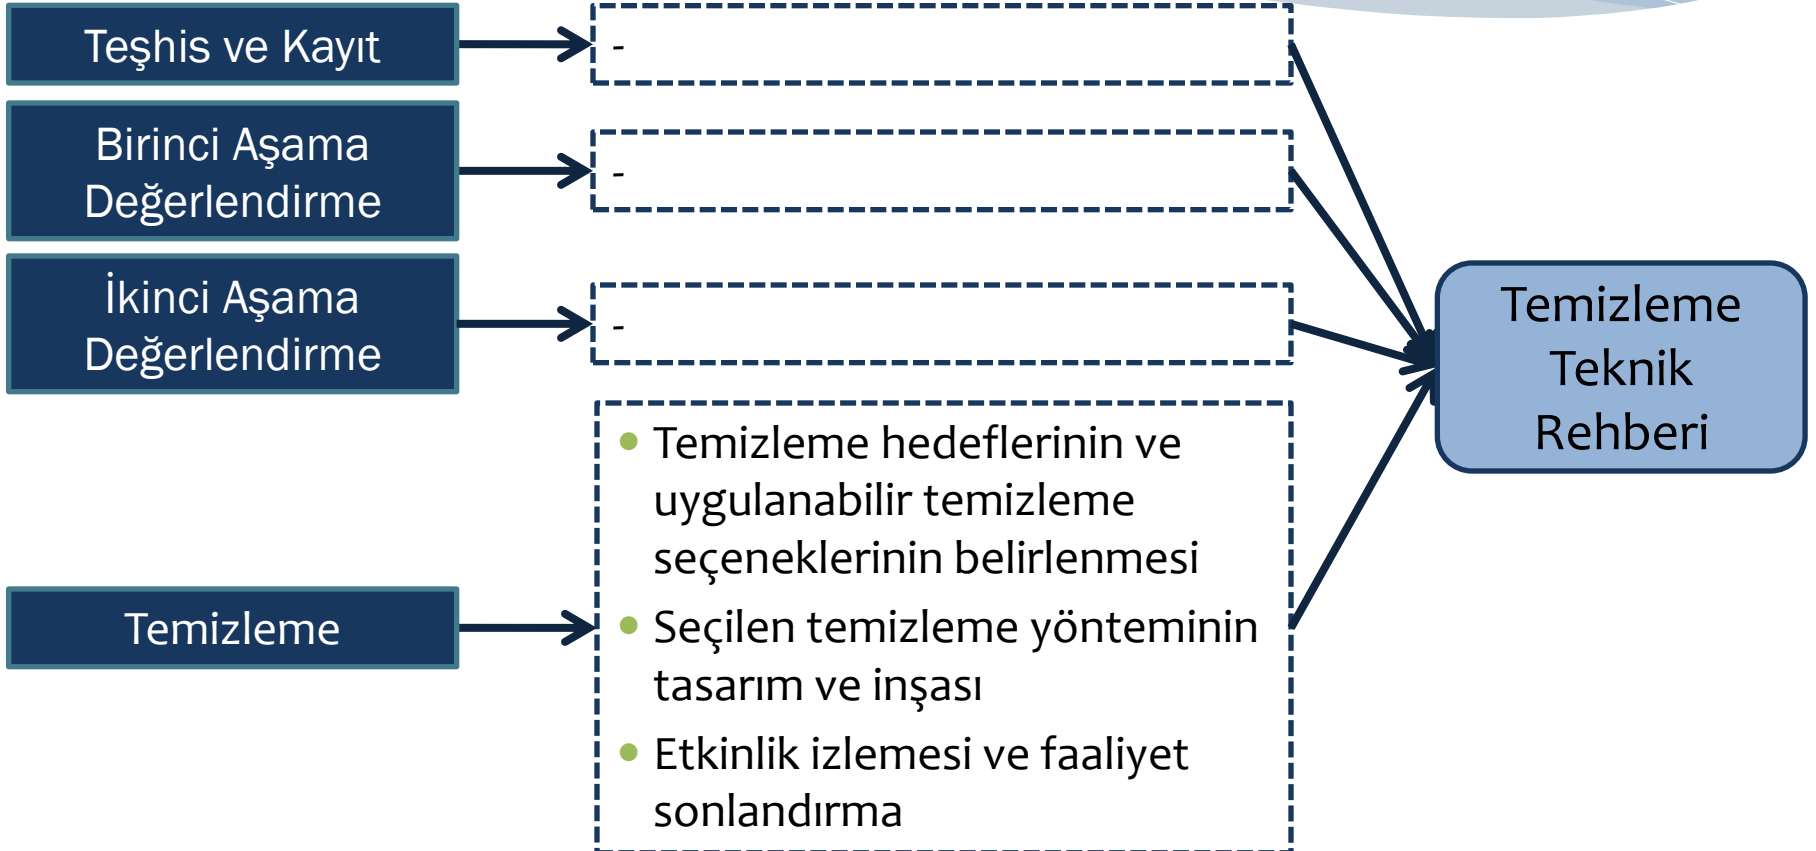 Teşhis ve Kayıt
-
Birinci Aşama
Değerlendirme
-
İkinci Aşama
Değerlendirme
-
Temizleme
• Temizleme hedeflerinin ve
uygulanabilir temizleme
seçeneklerinin belirlenmesi
• Seçilen temizleme yönteminin
tasarım ve inşası
• Etkinlik izlemesi ve faaliyet
sonlandırma
Temizleme
Teknik
Rehberi